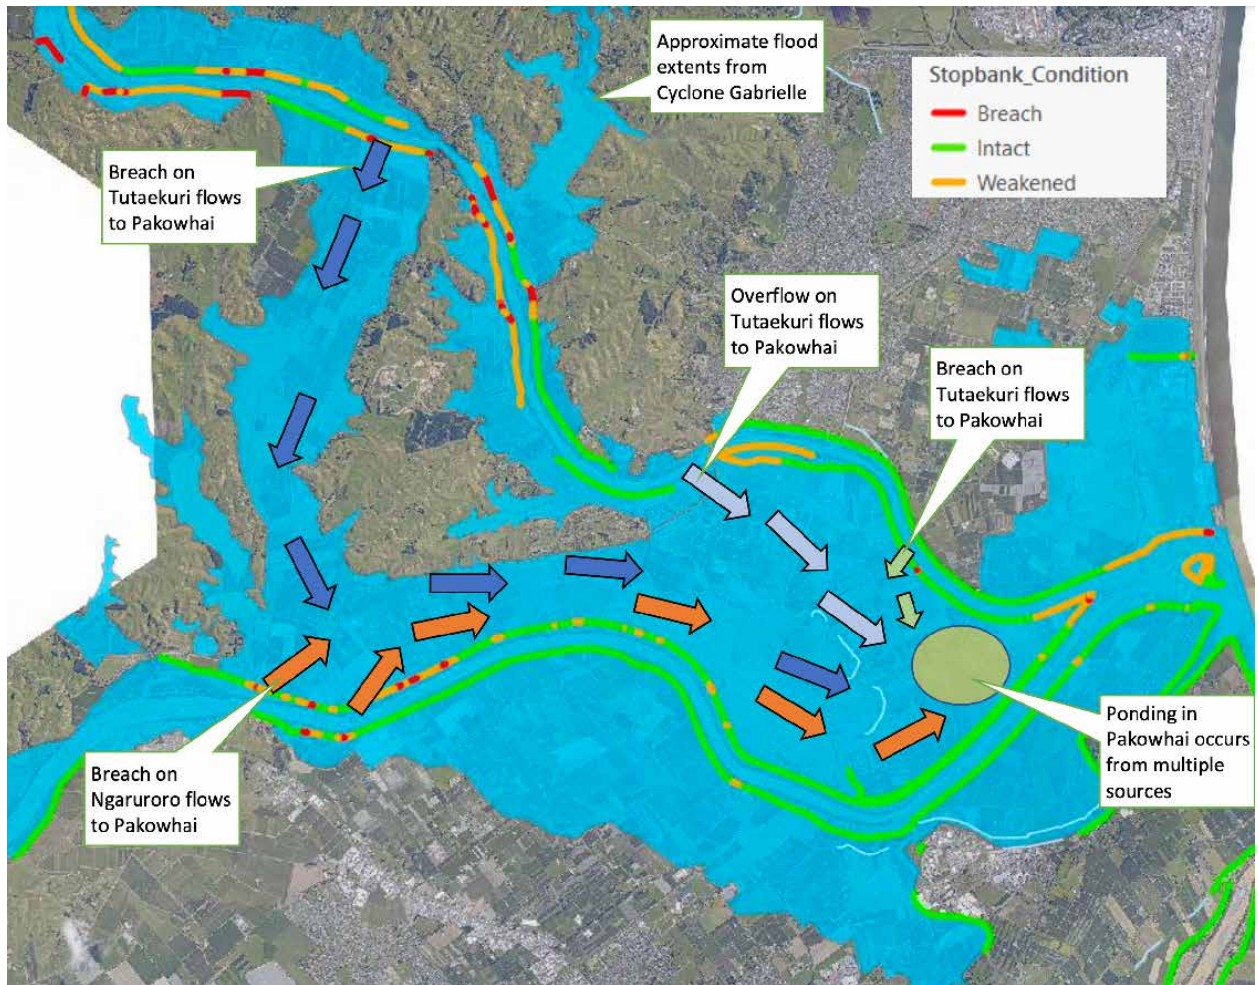 Approximate flood
extents from
Cyclone Gabrielle
Stopbank_Condition
Breach
Intact
Weakened
Breach on
Tutaekuri flows
to Pakowhai
Overflow on
Tutaekuri flows
to Pakowhai
Breach on
Tutaekuri flows
to Pakowhai
Breach on
Ngaruroro flows
to Pakowhai
Ponding in
Pakowhai occurs
from multiple
sources